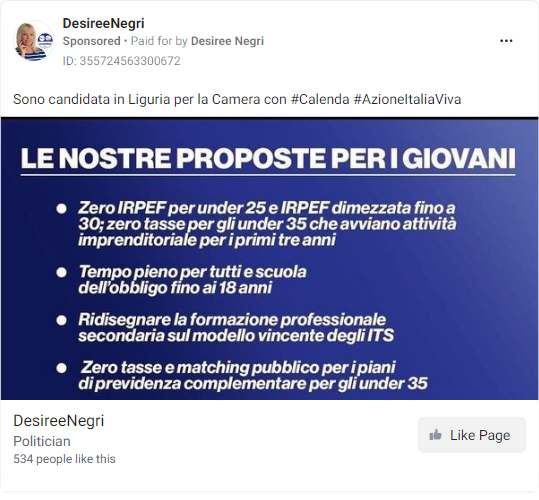 DesireeNegri
Sponsored • Paid for by Desiree Negri
ID: 355724563300672
Sono candidata in Liguria per la Camera con #Calenda #AzioneItaliaViva
LE NOSTRE PROPOSTE PER I GIOVANI
● Zero IRPEF per under 25 e IRPEF dimezzata fino a
30; zero tasse per gli under 35 che avviano attività
imprenditoriale per i primi tre anni
● Tempo pieno per tutti e scuola
dell'obbligo fino ai 18 anni
● Ridisegnare la formazione professionale
secondaria sul modello vincente degli ITS
● Zero tasse e matching pubblico per i piani
di previdenza complementare per gli under 35
DesireeNegri
Politician
534 people like this
Like Page